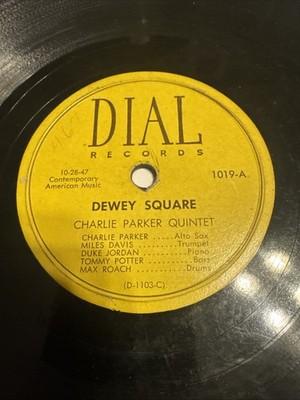 DIAL
RECORDS
10-28-47
Contemporary
American Music
1019-A.
DEWEY SQUARE
CHARLIE PARKER QUINTET
CHARLIE PARKER ..... Alto Sax
MILES DAVIS ......... Trumpet
DUKE JORDAN .......... Piano
TOMMY POTTER .......... Bass
MAX ROACH ............ Drums
(D-1103-C)